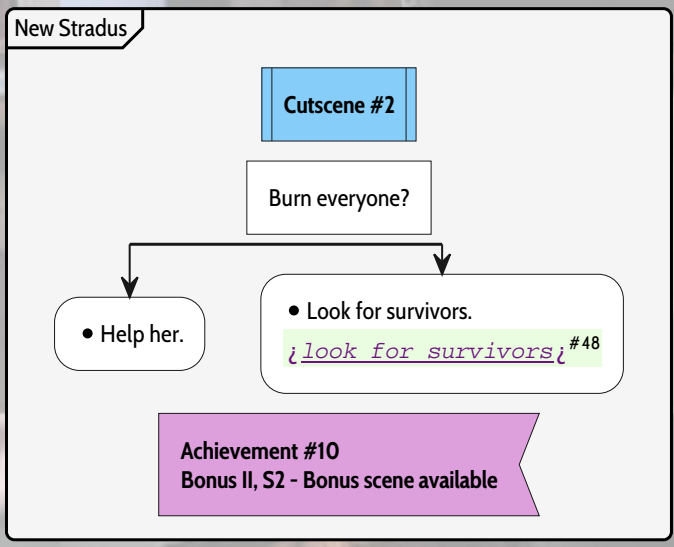 New Stradus
Cutscene #2
Burn everyone?
• Help her.
• Look for survivors.
¿look for survivors¿#48
Achievement #10
Bonus II, S2 - Bonus scene available